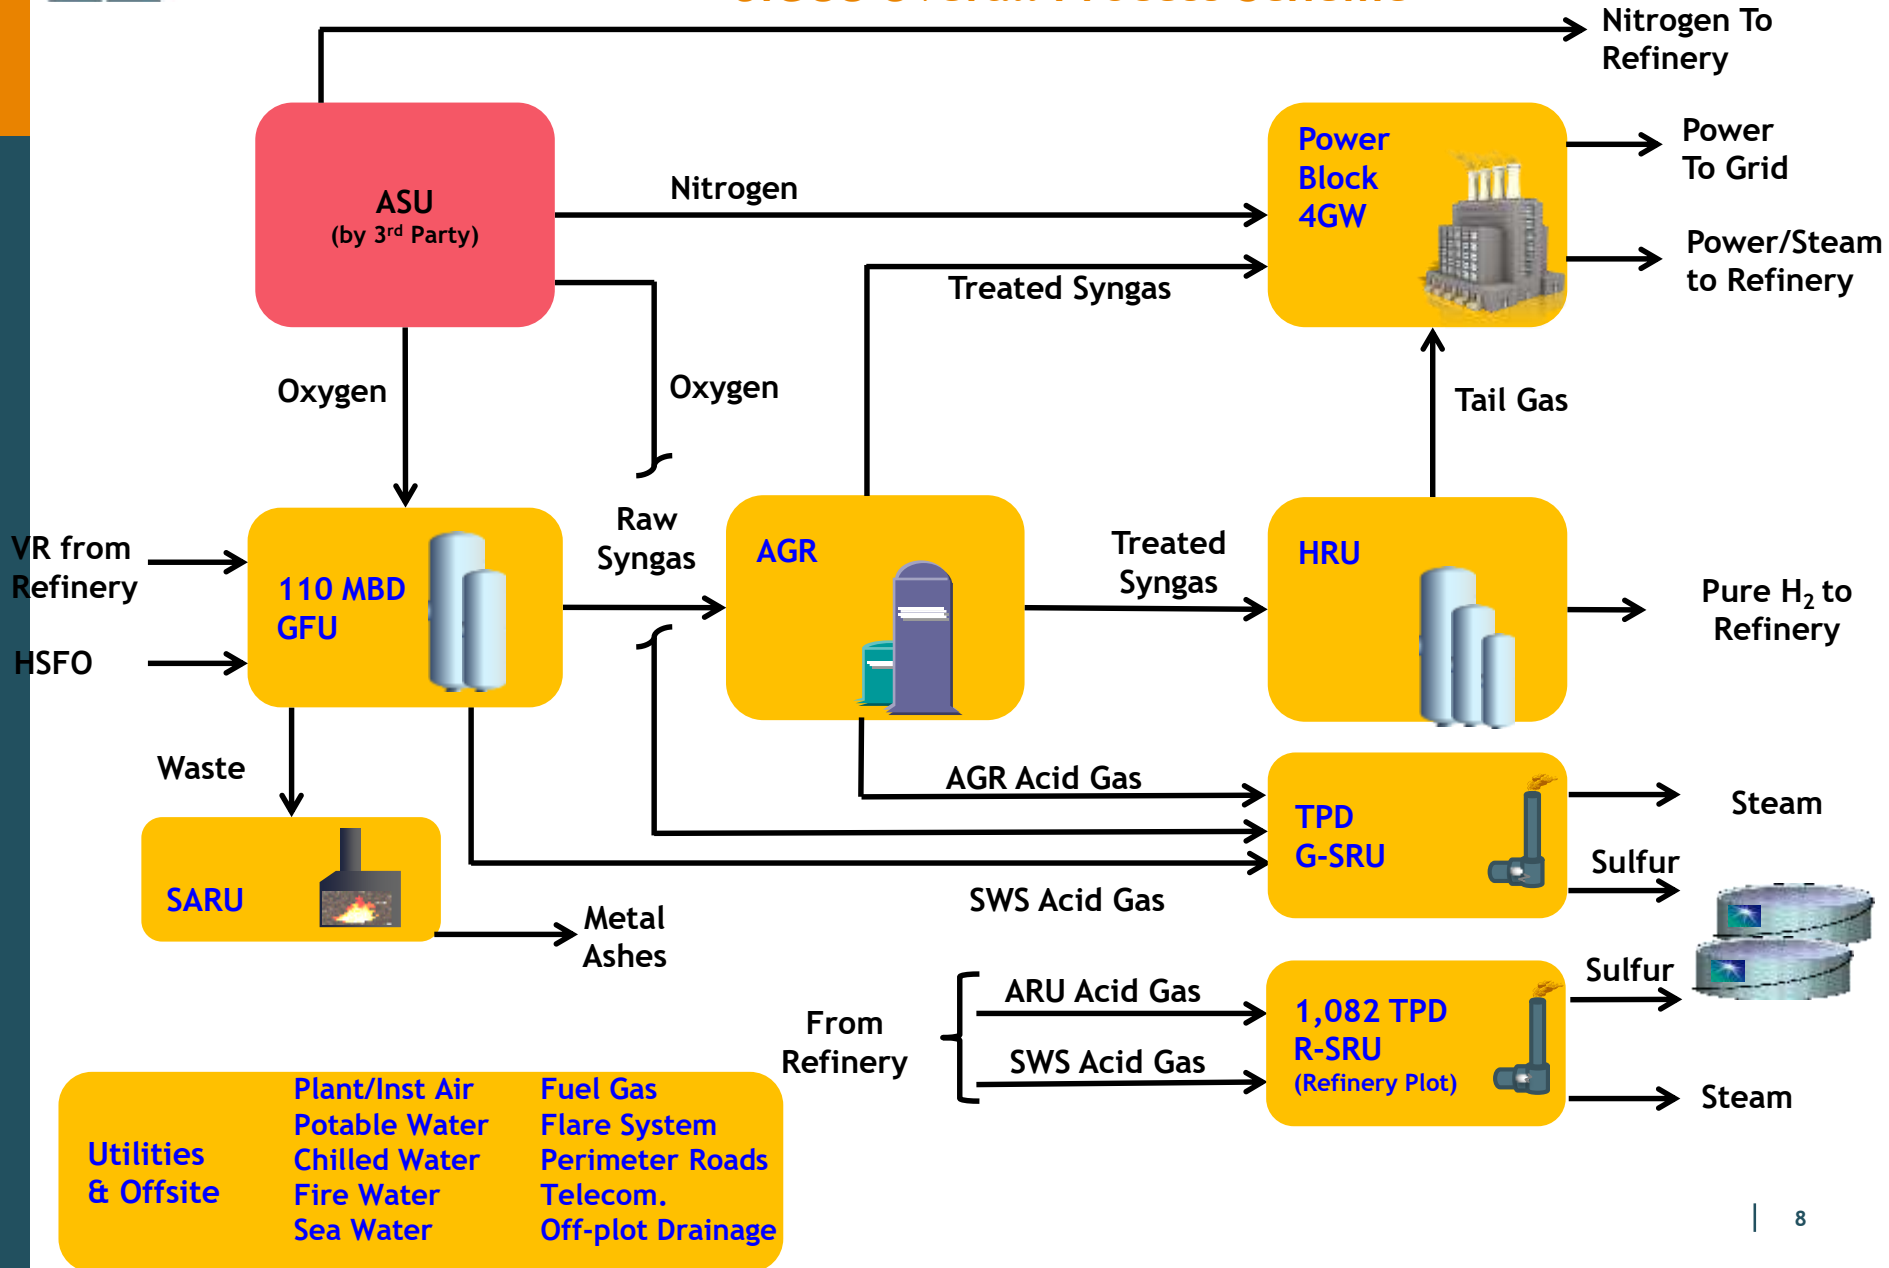 Overall Process Scheme
Nitrogen To
Refinery
ASU
(by 3rd Party)
Nitrogen
Power
Block
4GW
Power
To Grid
Power/Steam
to Refinery
Treated Syngas
Oxygen
Oxygen
Tail Gas
VR from
Refinery
HSFO
110 MBD
GFU
Raw
Syngas
AGR
Treated
Syngas
HRU
Pure H2 to
Refinery
Waste
AGR Acid Gas
TPD
G-SRU
Steam
Sulfur
SARU
SWS Acid Gas
Metal
Ashes
From
Refinery
ARU Acid Gas
SWS Acid Gas
1,082 TPD
R-SRU
(Refinery Plot)
Sulfur
Steam
Utilities
& Offsite
Plant/Inst Air
Potable Water
Chilled Water
Fire Water
Sea Water
Fuel Gas
Flare System
Perimeter Roads
Telecom.
Off-plot Drainage
8